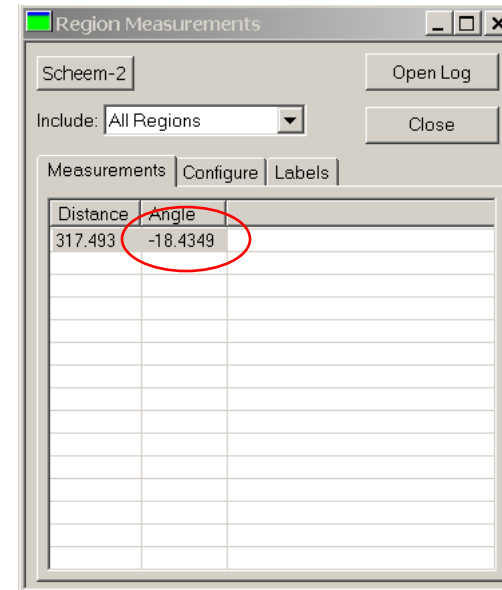 Region Measurements
Scheem-2 Open Log
Include: All Regions
Close
Measurements Configure Labels
Distance Angle
317.493 -18.4349